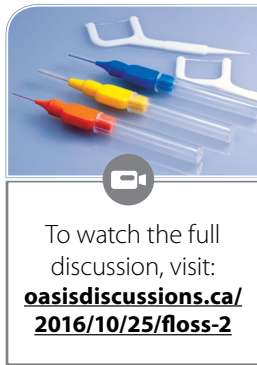 To watch the full
discussion, visit:
oasisdiscussions.ca/
2016/10/25/floss-2